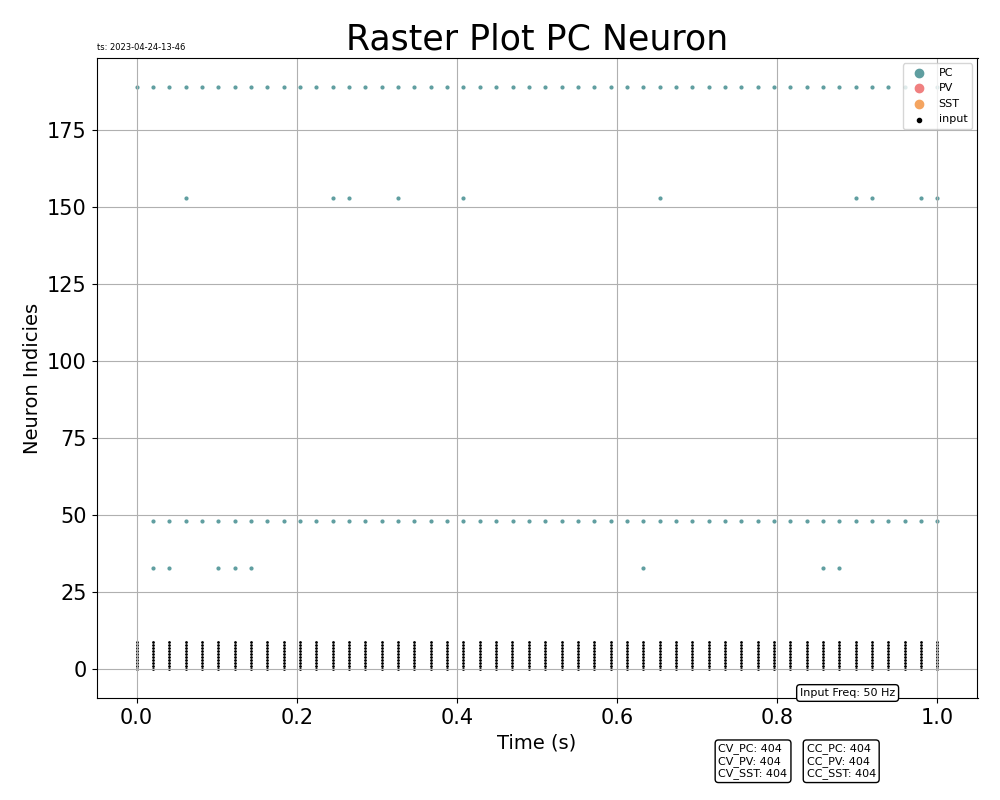 Raster Plot PC Neuron
ts: 2023-04-24-13-46
PC
PV
SST
input
175
150
125
100
75
50
25
0
Neuron Indicies
Input Freq: 50 Hz
0.0 0.2 0.4 0.6 0.8 1.0
Time (s)
CV_PC: 404
CV_PV: 404
CV_SST: 404
CC_PC: 404
CC_PV: 404
CC_SST: 404